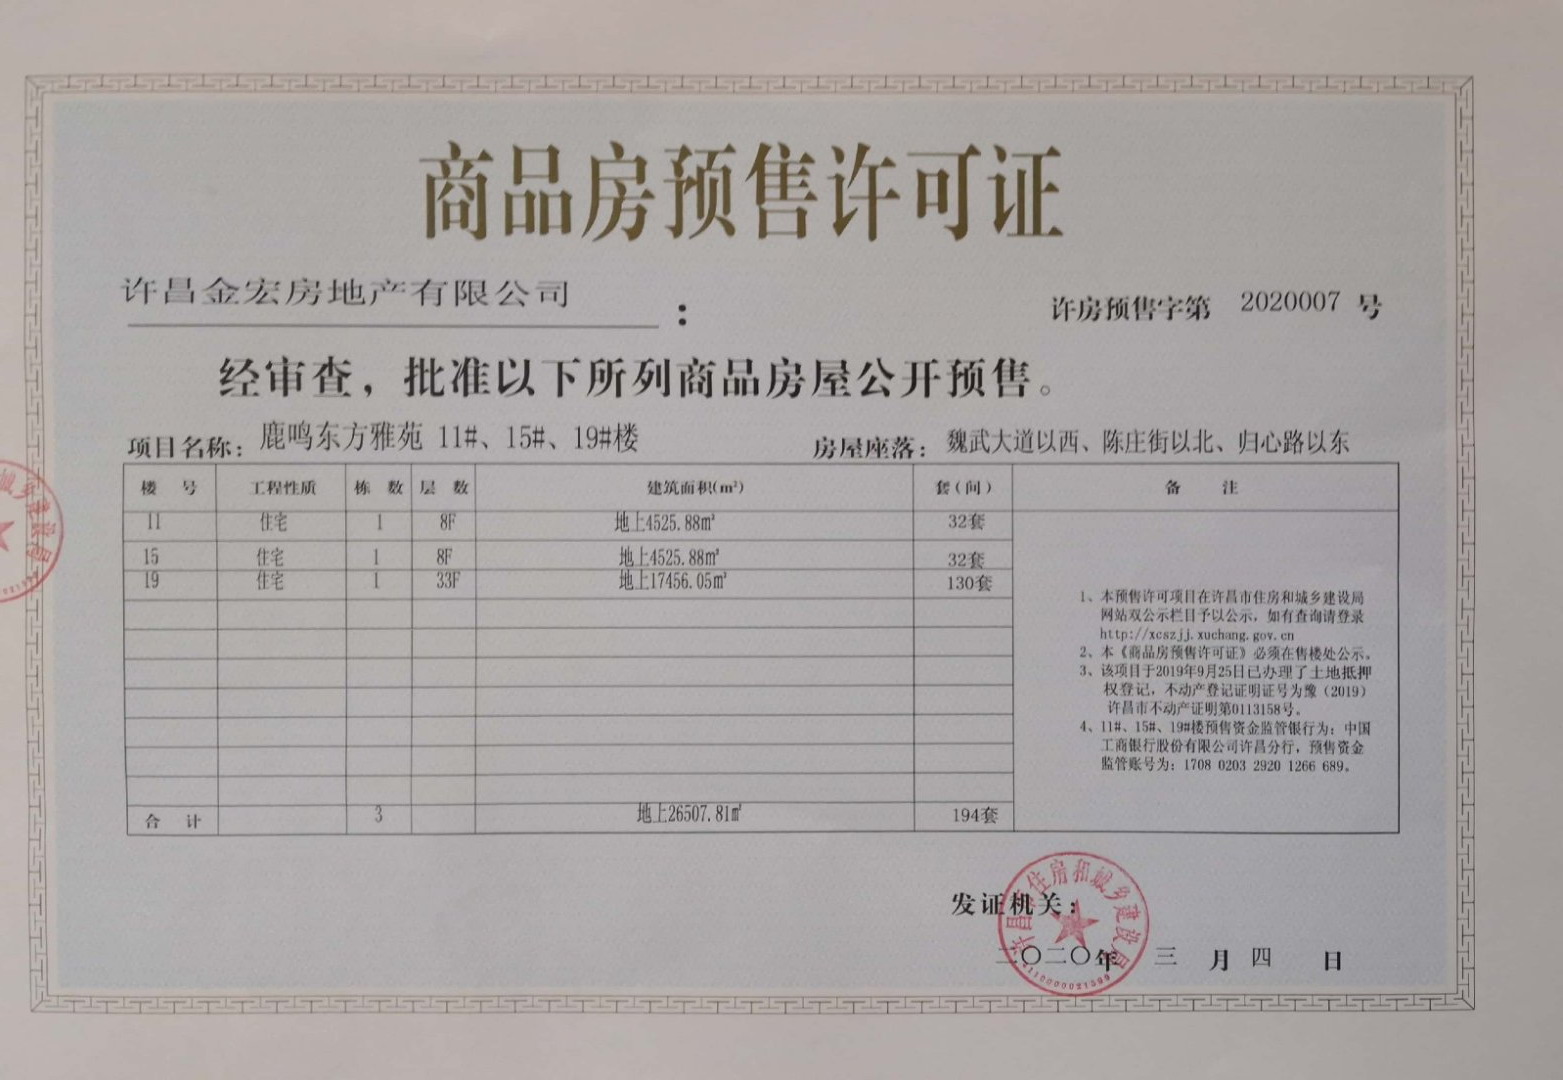 商品房预售许可证
许昌金宏房地产有限公司：
许房预售字第 2020007 号
经审查，批准以下所列商品房屋公开预售。
项目名称：鹿鸣东方雅苑 11#、15#、19#楼
房屋座落：魏武大道以西、陈庄街以北、归心路以东
楼 号 工程性质 栋 数 层 数 建筑面积(m²) 套(间) 备 注
11 住宅 1 8F 地上4525.88㎡ 32套
15 住宅 1 8F 地上4525.88㎡ 32套
19 住宅 1 33F 地上17456.05㎡ 130套
合 计 3 地上26507.81㎡ 194套
1、本预售许可项目在许昌市住房和城乡建设局
网站双公示栏目予以公示，如有查询请登录
http://xcszjj.xuchang.gov.cn
2、本《商品房预售许可证》必须在售楼处公示。
3、该项目于2019年9月25日已办理了土地抵押
权登记，不动产登记证明证号为豫（2019）
许昌市不动产证明第0113158号。
4、11#、15#、19#楼预售资金监管银行为：中国
工商银行股份有限公司许昌分行，预售资金
监管账号为：1708 0203 2920 1266 689。
发证机关：
许昌市住房和城乡建设局
二〇二〇年 三 月 四 日